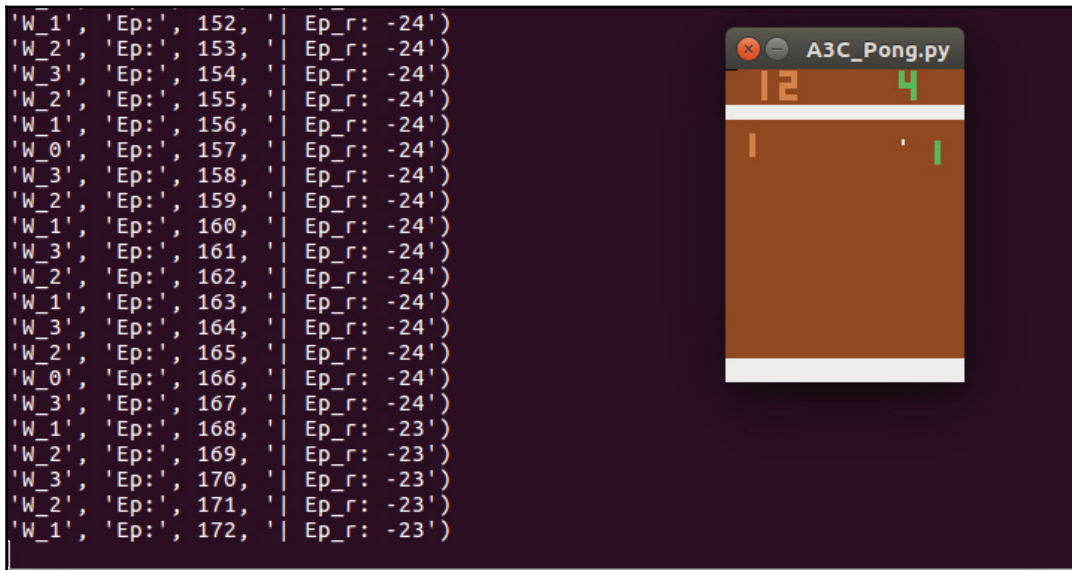 'W_1', 'Ep:', 152, '| Ep_r: -24')
'W_2', 'Ep:', 153, '| Ep_r: -24')
'W_3', 'Ep:', 154, '| Ep_r: -24')
'W_2', 'Ep:', 155, '| Ep_r: -24')
'W_1', 'Ep:', 156, '| Ep_r: -24')
'W_0', 'Ep:', 157, '| Ep_r: -24')
'W_3', 'Ep:', 158, '| Ep_r: -24')
'W_2', 'Ep:', 159, '| Ep_r: -24')
'W_1', 'Ep:', 160, '| Ep_r: -24')
'W_3', 'Ep:', 161, '| Ep_r: -24')
'W_2', 'Ep:', 162, '| Ep_r: -24')
'W_1', 'Ep:', 163, '| Ep_r: -24')
'W_3', 'Ep:', 164, '| Ep_r: -24')
'W_2', 'Ep:', 165, '| Ep_r: -24')
'W_0', 'Ep:', 166, '| Ep_r: -24')
'W_3', 'Ep:', 167, '| Ep_r: -24')
'W_1', 'Ep:', 168, '| Ep_r: -23')
'W_2', 'Ep:', 169, '| Ep_r: -23')
'W_3', 'Ep:', 170, '| Ep_r: -23')
'W_2', 'Ep:', 171, '| Ep_r: -23')
'W_1', 'Ep:', 172, '| Ep_r: -23')
A3C_Pong.py
12 4